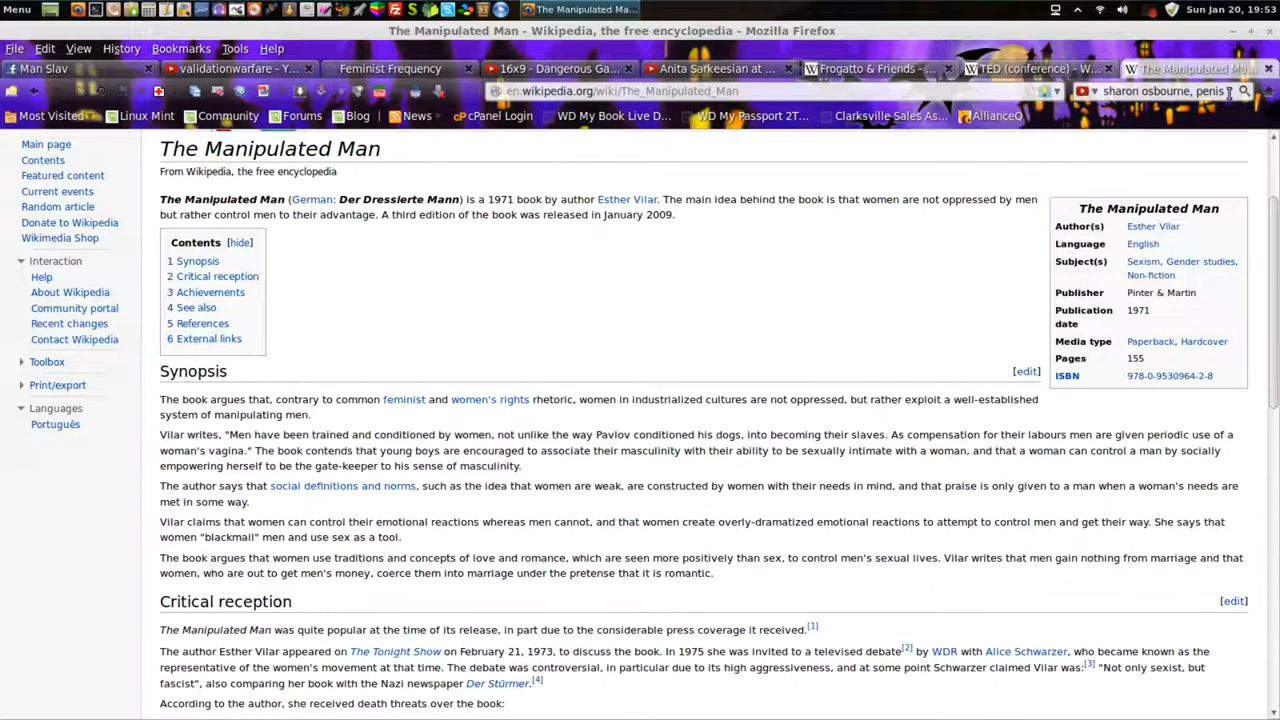 Menu
The Manipulated Ma...
Sun Jan 20, 19:53
The Manipulated Man - Wikipedia, the free encyclopedia - Mozilla Firefox
File Edit View History Bookmarks Tools Help
Man Slav
validationwarfare - Y...
Feminist Frequency
16x9 - Dangerous Ga...
Anita Sarkeesian at ...
Frogatto & Friends - ...
TED (conference) - W...
The Manipulated Ma...
en.wikipedia.org/wiki/The_Manipulated_Man
sharon osbourne, penis
Most Visited
Linux Mint
Community
Forums
Blog
News
cPanel Login
WD My Book Live D...
WD My Passport 2T...
Clarksville Sales As...
AllianceQ
Main page
Contents
Featured content
Current events
Random article
Donate to Wikipedia
Wikimedia Shop
Interaction
Help
About Wikipedia
Community portal
Recent changes
Contact Wikipedia
Toolbox
Print/export
Languages
Português
The Manipulated Man
From Wikipedia, the free encyclopedia
The Manipulated Man (German: Der Dressierte Mann) is a 1971 book by author Esther Vilar. The main idea behind the book is that women are not oppressed by men
but rather control men to their advantage. A third edition of the book was released in January 2009.
Contents [hide]
1 Synopsis
2 Critical reception
3 Achievements
4 See also
5 References
6 External links
The Manipulated Man
Author(s) Esther Vilar
Language English
Subject(s) Sexism, Gender studies,
Non-fiction
Publisher Pinter & Martin
Publication 1971
date
Media type Paperback, Hardcover
Pages 155
ISBN 978-0-9530964-2-8
Synopsis [edit]
The book argues that, contrary to common feminist and women's rights rhetoric, women in industrialized cultures are not oppressed, but rather exploit a well-established
system of manipulating men.
Vilar writes, "Men have been trained and conditioned by women, not unlike the way Pavlov conditioned his dogs, into becoming their slaves. As compensation for their labours men are given periodic use of a
woman's vagina." The book contends that young boys are encouraged to associate their masculinity with their ability to be sexually intimate with a woman, and that a woman can control a man by socially
empowering herself to be the gate-keeper to his sense of masculinity.
The author says that social definitions and norms, such as the idea that women are weak, are constructed by women with their needs in mind, and that praise is only given to a man when a woman's needs are
met in some way.
Vilar claims that women can control their emotional reactions whereas men cannot, and that women create overly-dramatized emotional reactions to attempt to control men and get their way. She says that
women "blackmail" men and use sex as a tool.
The book argues that women use traditions and concepts of love and romance, which are seen more positively than sex, to control men's sexual lives. Vilar writes that men gain nothing from marriage and that
women, who are out to get men's money, coerce them into marriage under the pretense that it is romantic.
Critical reception [edit]
The Manipulated Man was quite popular at the time of its release, in part due to the considerable press coverage it received.[1]
The author Esther Vilar appeared on The Tonight Show on February 21, 1973, to discuss the book. In 1975 she was invited to a televised debate[2] by WDR with Alice Schwarzer, who became known as the
representative of the women's movement at that time. The debate was controversial, in particular due to its high aggressiveness, and at some point Schwarzer claimed Vilar was:[3] "Not only sexist, but
fascist", also comparing her book with the Nazi newspaper Der Stürmer.[4]
According to the author, she received death threats over the book: